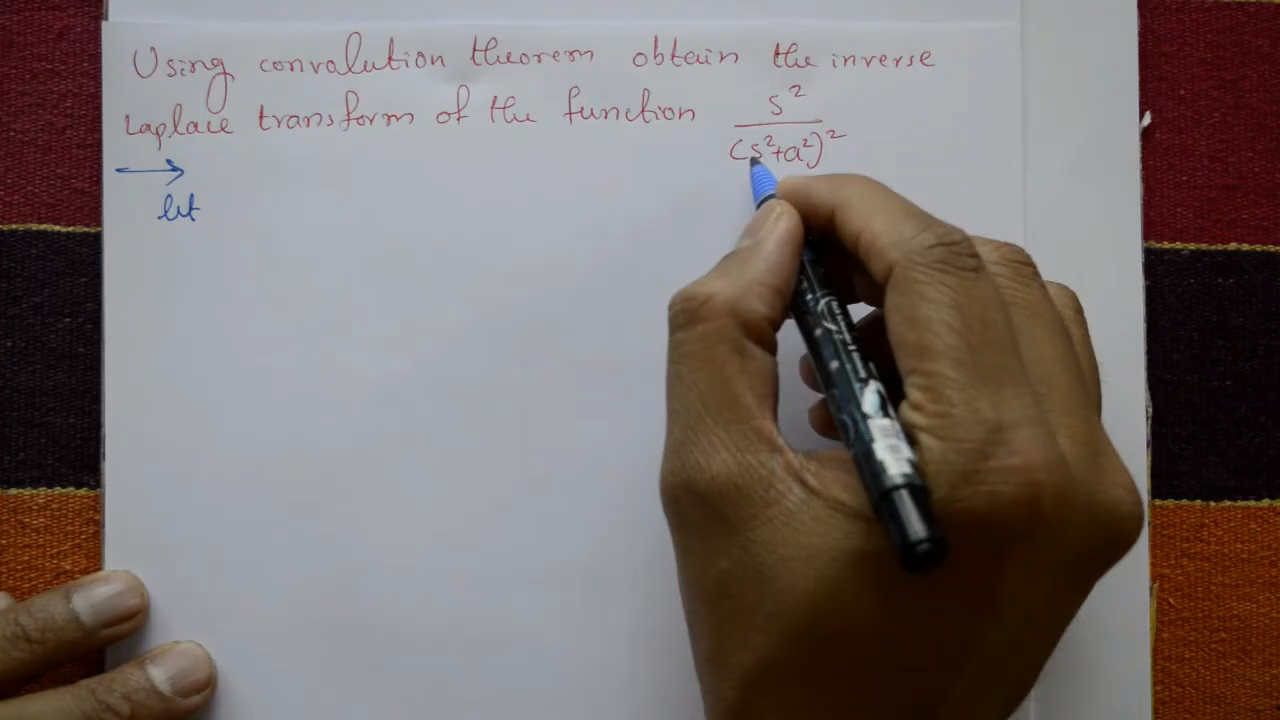 Using convalution theorem obtain the inverse
Laplace transform of the function s²/(s²+a²)²
let